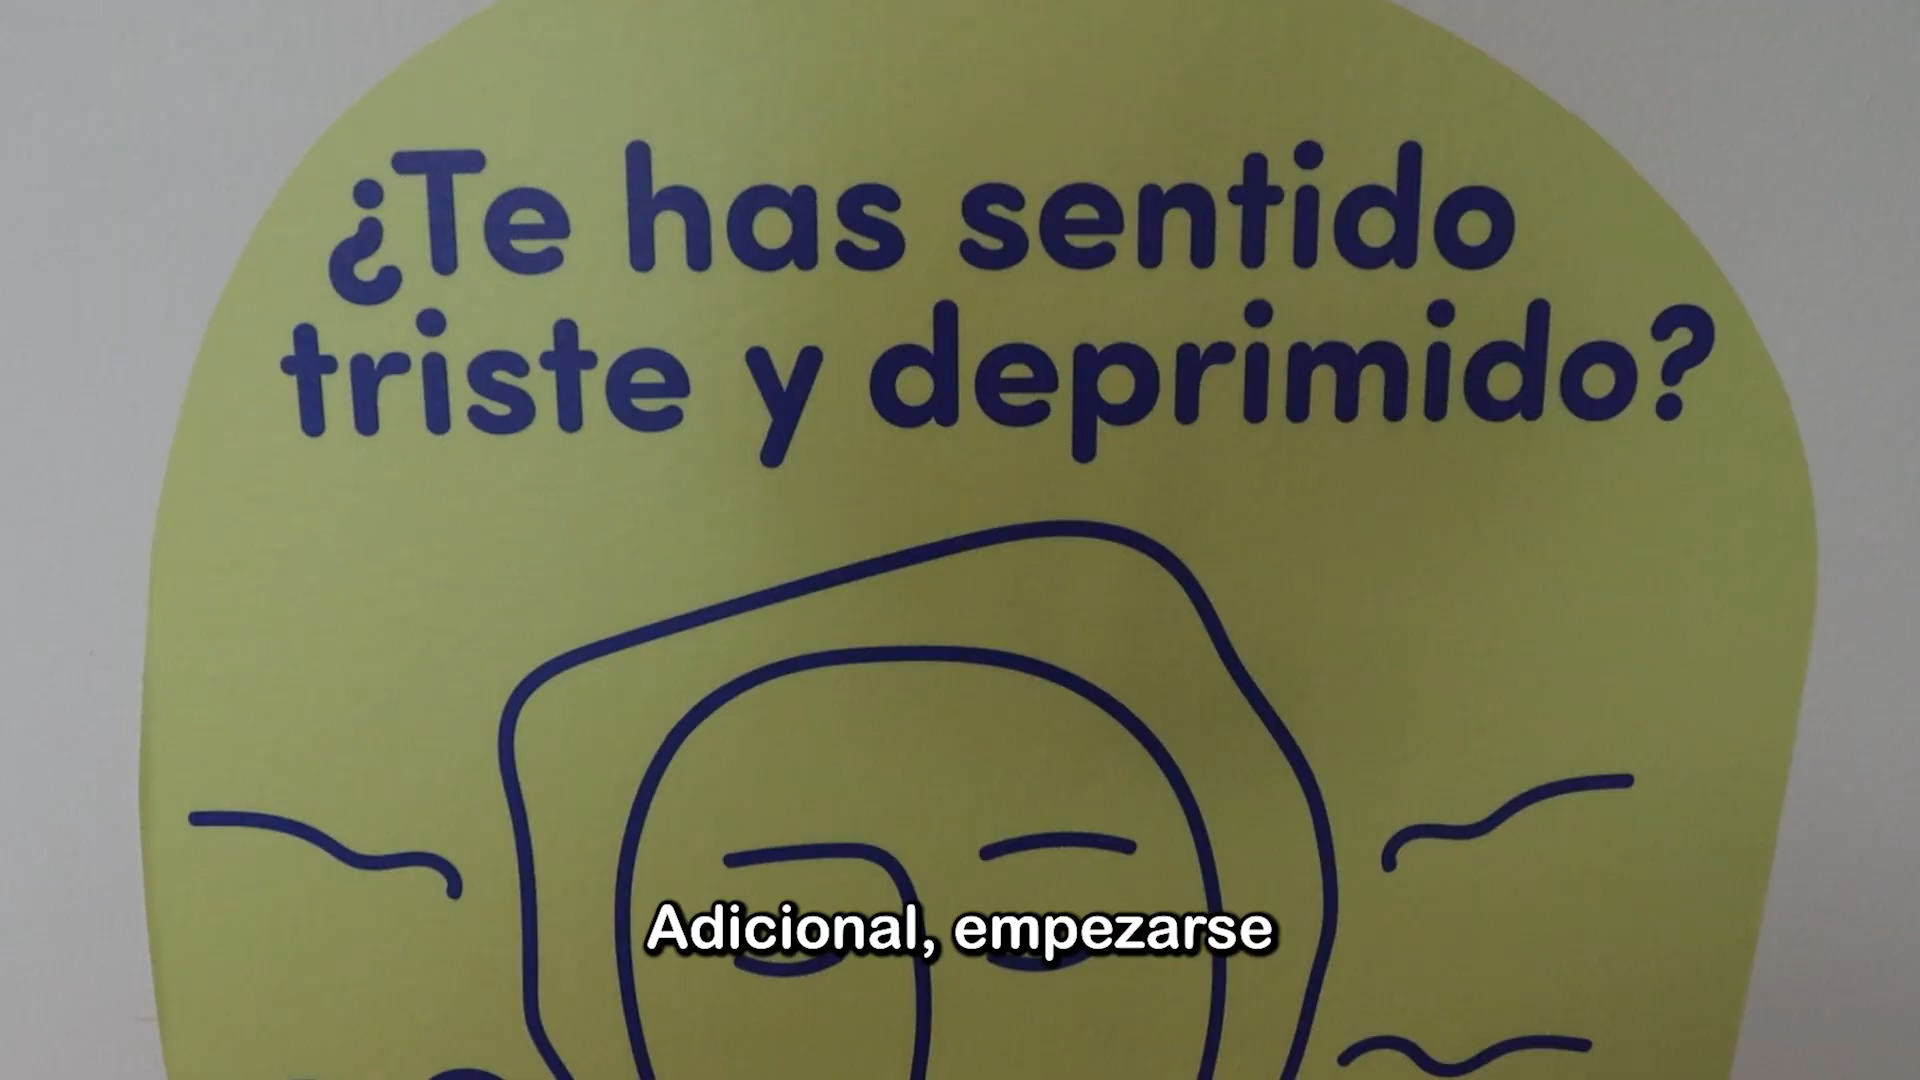 ¿Te has sentido
triste y deprimido?
Adicional, empezarse